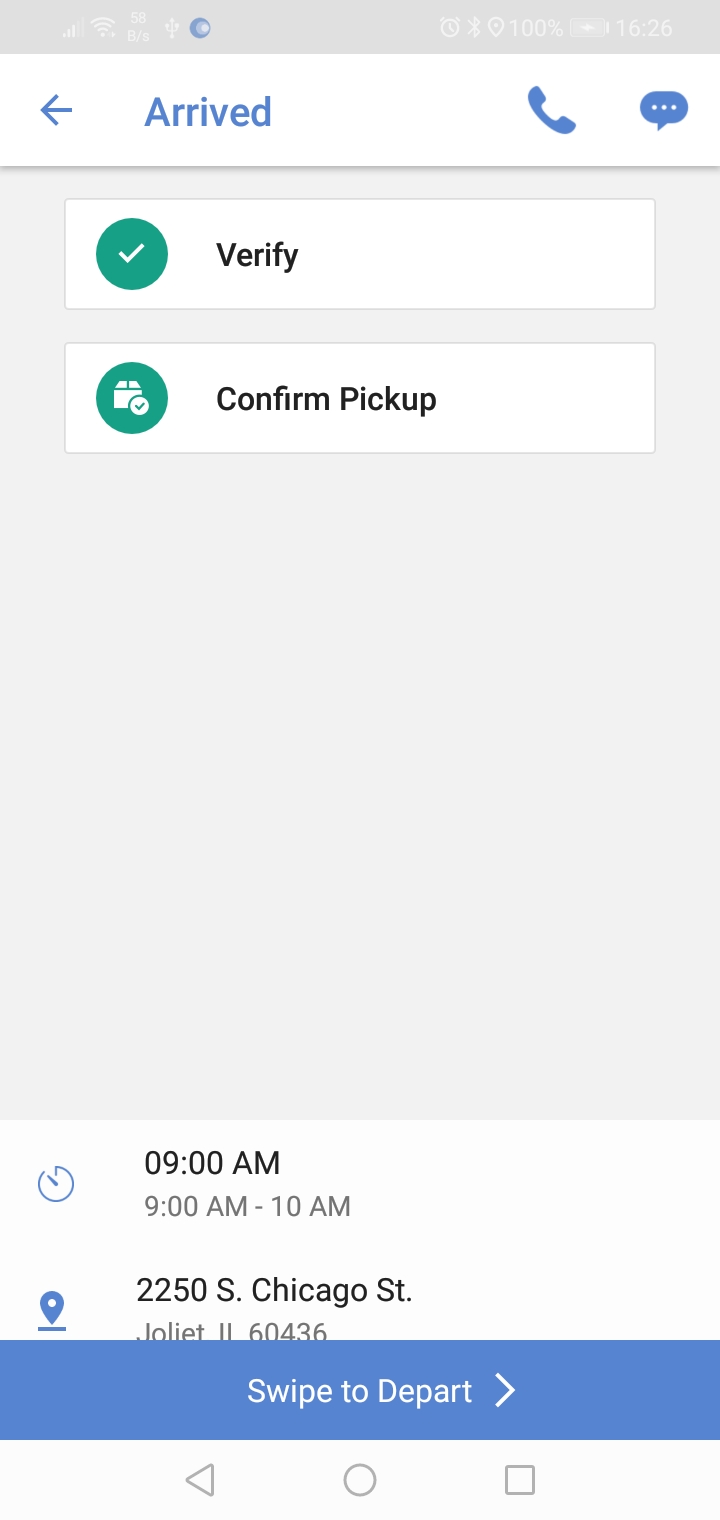 58
B/s
100%
16:26
Arrived
Verify
Confirm Pickup
09:00 AM
9:00 AM - 10 AM
2250 S. Chicago St.
Joliet, IL 60436
Swipe to Depart